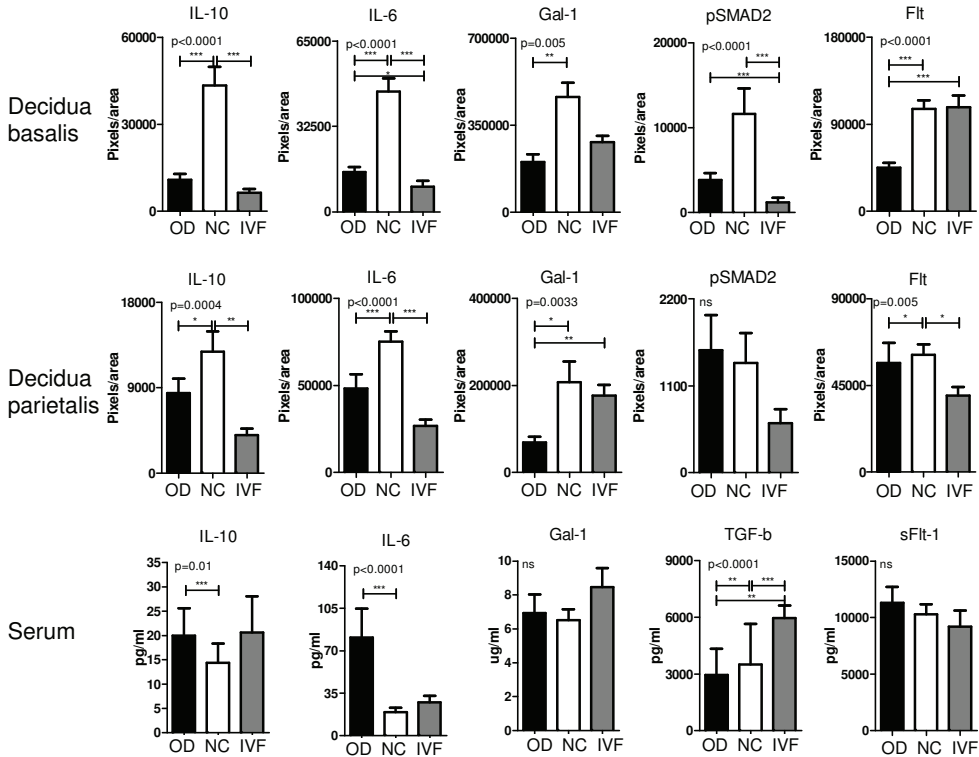 IL-10 IL-6 Gal-1 pSMAD2 Flt
Decidua
basalis
Pixels/area
60000
30000
0
p<0.0001
*** ***
OD NC IVF
Pixels/area
65000
32500
0
p<0.0001
*** ***
*
OD NC IVF
Pixels/area
700000
350000
0
p=0.005
**
OD NC IVF
Pixels/area
20000
10000
0
p<0.0001
***
***
OD NC IVF
Pixels/area
180000
90000
0
p<0.0001
***
***
OD NC IVF
IL-10 IL-6 Gal-1 pSMAD2 Flt
Decidua
parietalis
Pixels/area
18000
9000
0
p=0.0004
* **
OD NC IVF
Pixels/area
100000
50000
0
p<0.0001
*** ***
OD NC IVF
Pixels/area
400000
200000
0
p=0.0033
*
**
OD NC IVF
Pixels/area
2200
1100
0
ns
OD NC IVF
Pixels/area
90000
45000
0
p=0.005
* *
OD NC IVF
IL-10 IL-6 Gal-1 TGF-b sFlt-1
Serum
pg/ml
35
30
25
20
15
10
5
0
p=0.01
***
OD NC IVF
pg/ml
140
105
70
35
0
p<0.0001
***
OD NC IVF
ug/ml
10
8
6
4
2
0
ns
OD NC IVF
pg/ml
9000
6000
3000
0
p<0.0001
** ***
**
OD NC IVF
pg/ml
15000
10000
5000
0
ns
OD NC IVF